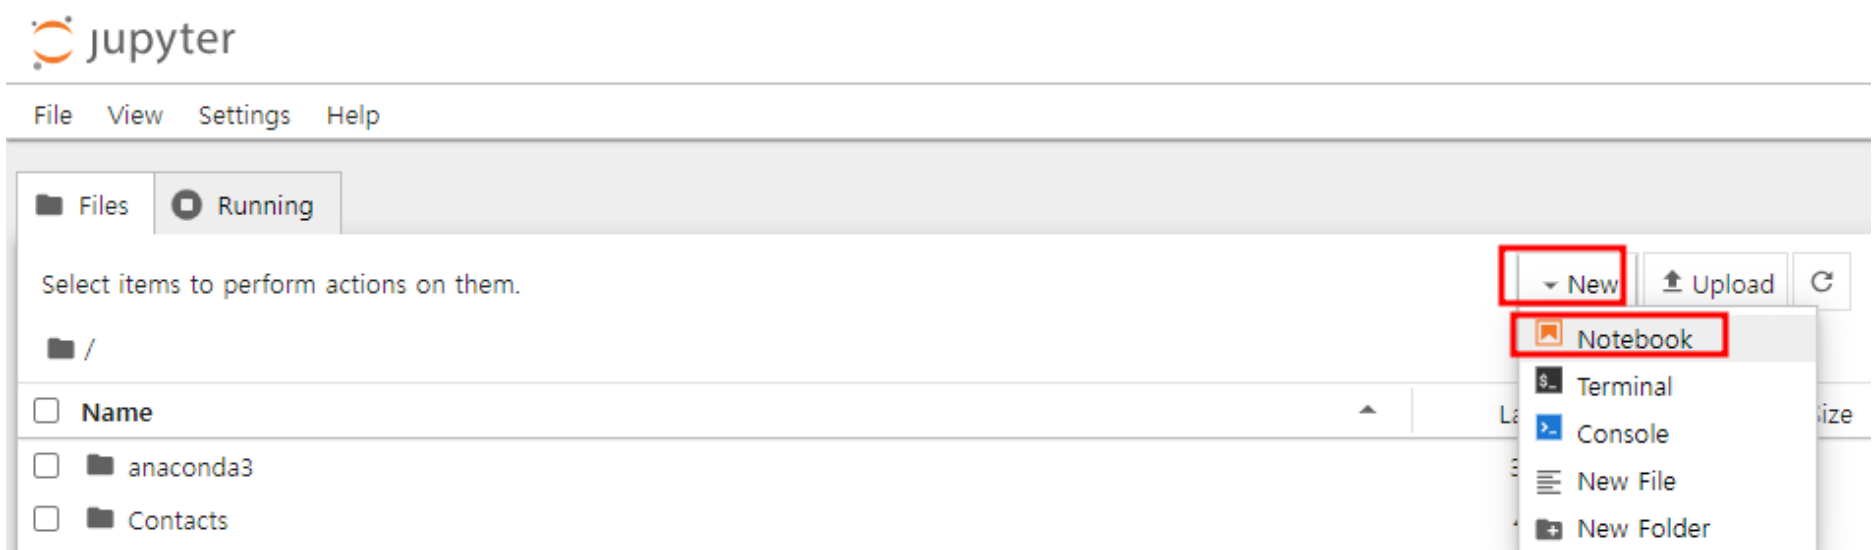 jupyter
File View Settings Help
Files Running
Select items to perform actions on them.
New Upload
/
Notebook
Terminal
Name
Console
anaconda3
New File
Contacts
New Folder